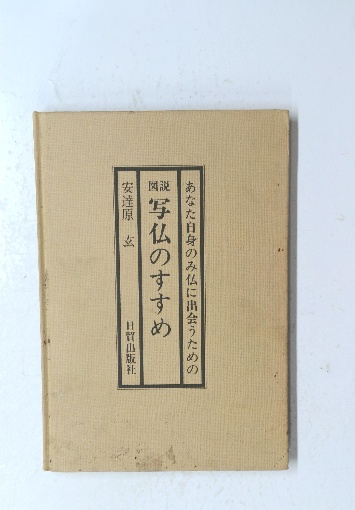 あなた自身のみ仏に出会うための
図説 写仏のすすめ
安達原 玄
日貿出版社